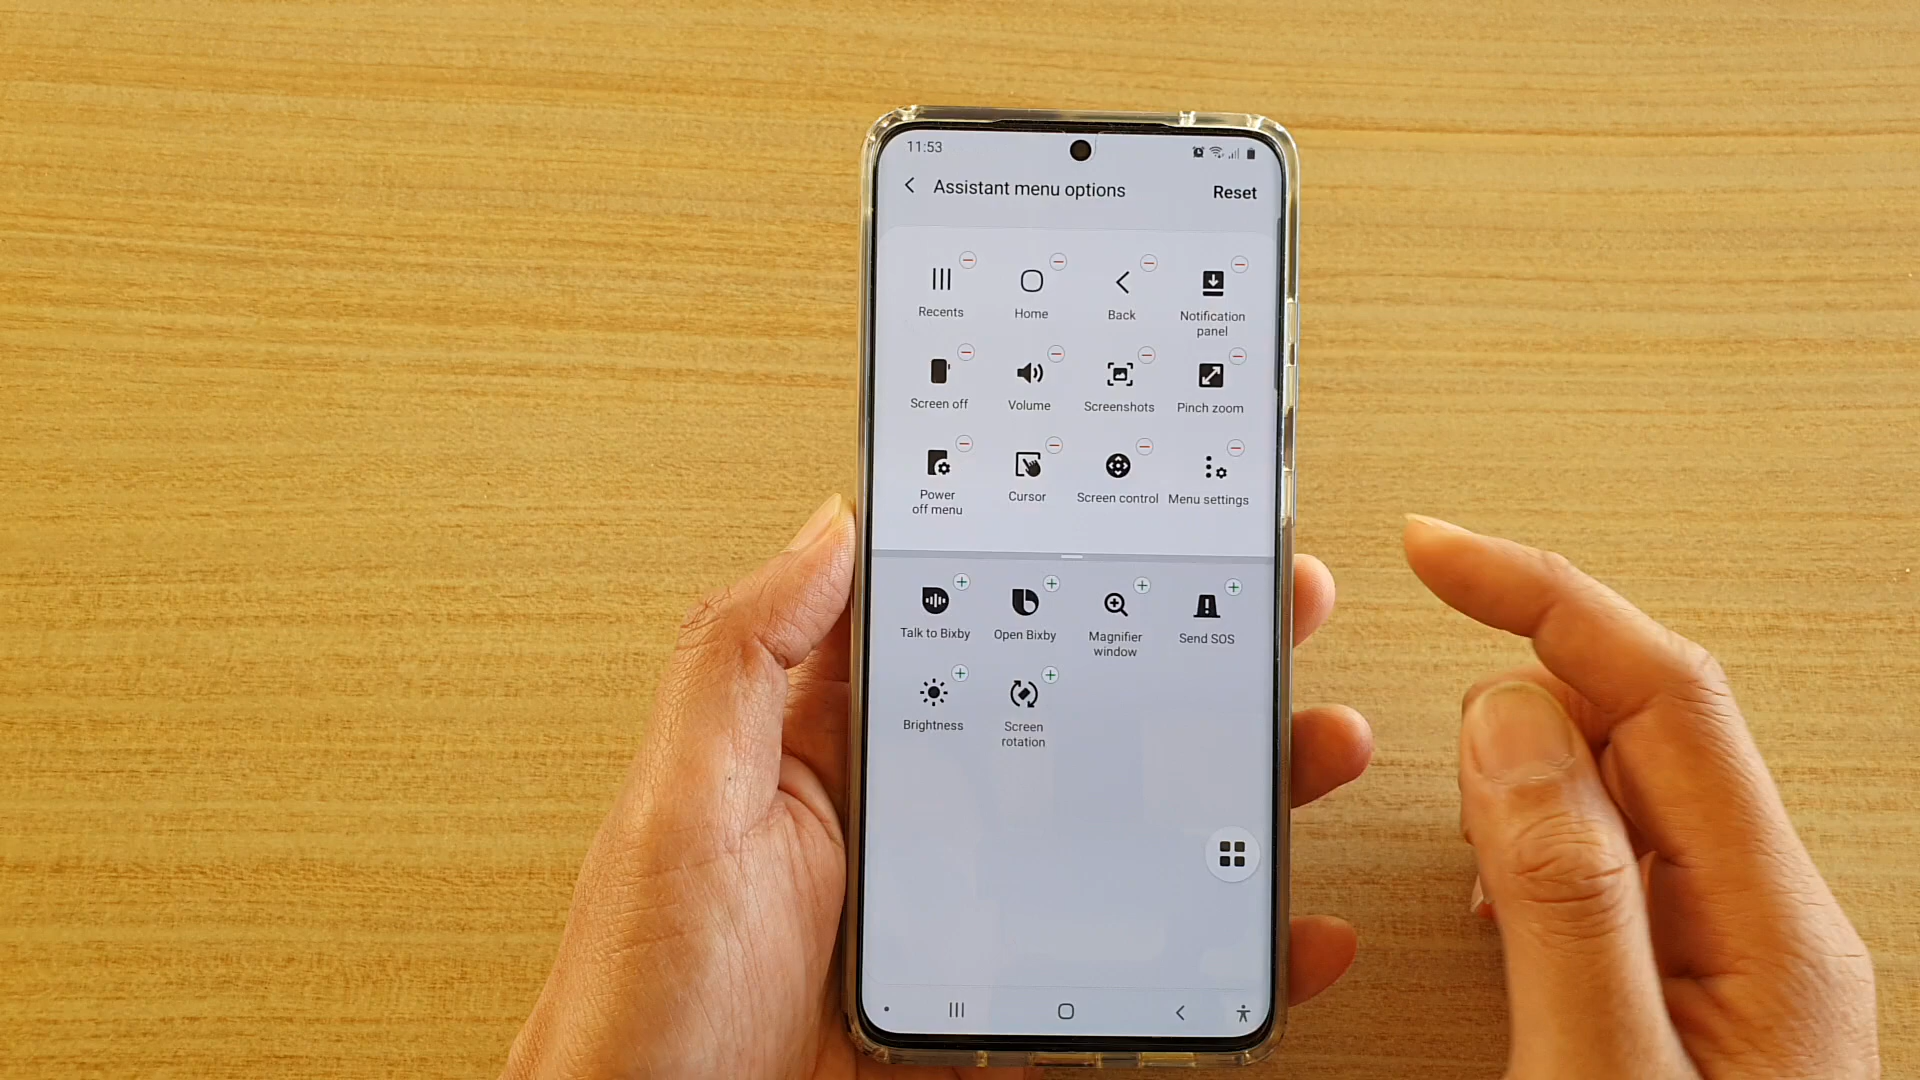 11:53
Assistant menu options
Reset
Recents
Home
Back
Notification
panel
Screen off
Volume
Screenshots
Pinch zoom
Power
off menu
Cursor
Screen control
Menu settings
Talk to Bixby
Open Bixby
Magnifier
window
Send SOS
Brightness
Screen
rotation